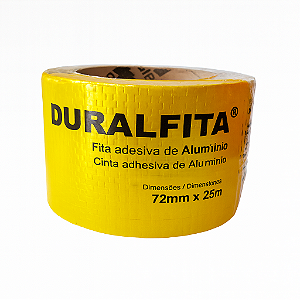 DURALFITA®
Fita adesiva de Alumínio
Cinta adhesiva de Aluminio
Dimensões / Dimensiones
72mm x 25m